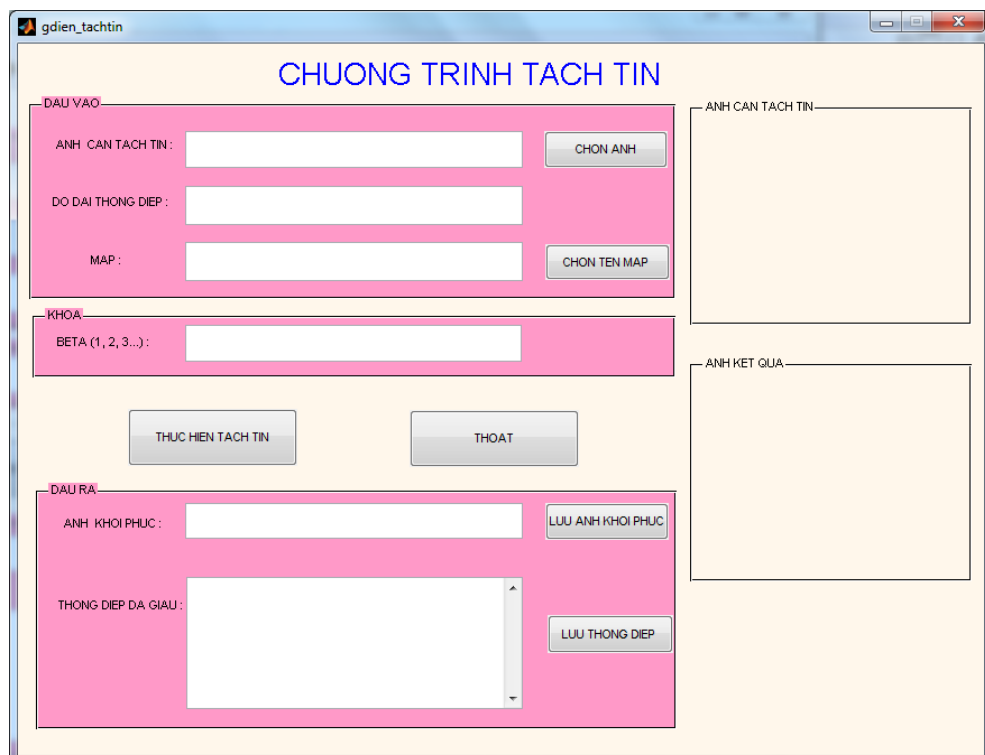 gdien_tachtin
CHUONG TRINH TACH TIN
DAU VAO
ANH CAN TACH TIN :
CHON ANH
DO DAI THONG DIEP :
MAP :
CHON TEN MAP
KHOA
BETA (1, 2, 3...) :
THUC HIEN TACH TIN
THOAT
DAU RA
ANH KHOI PHUC :
LUU ANH KHOI PHUC
THONG DIEP DA GIAU :
LUU THONG DIEP
ANH CAN TACH TIN
ANH KET QUA